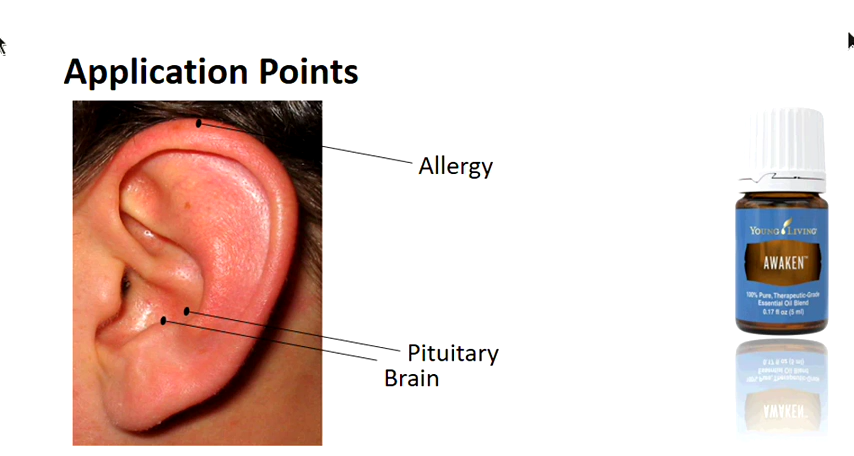 Application Points
Allergy
Pituitary
Brain
YOUNG LIVING
AWAKEN™
100% Pure, Therapeutic-Grade
Essential Oil Blend
0.17 fl oz (5 ml)